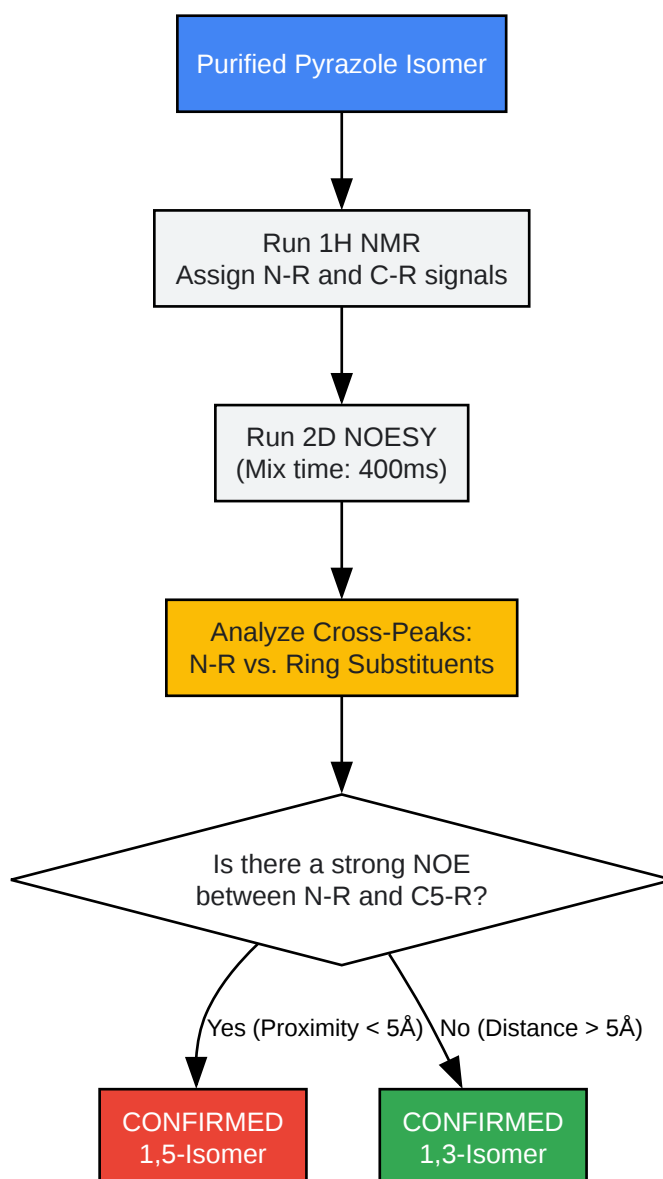 Purified Pyrazole Isomer
Run 1H NMR
Assign N-R and C-R signals
Run 2D NOESY
(Mix time: 400ms)
Analyze Cross-Peaks:
N-R vs. Ring Substituents
Is there a strong NOE
between N-R and C5-R?
Yes (Proximity < 5Å)
No (Distance > 5Å)
CONFIRMED
1,5-Isomer
CONFIRMED
1,3-Isomer